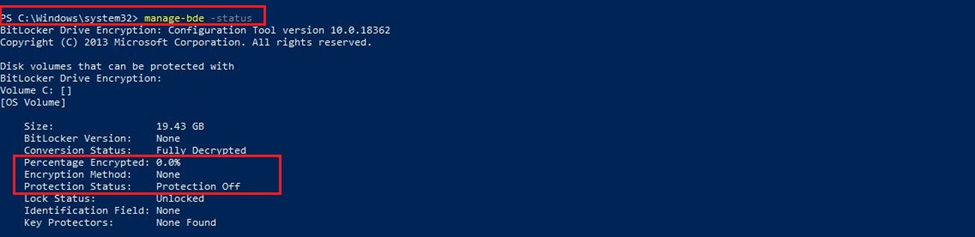 PS C:\Windows\system32> manage-bde -status
BitLocker Drive Encryption: Configuration Tool version 10.0.18362
Copyright (C) 2013 Microsoft Corporation. All rights reserved.
Disk volumes that can be protected with
BitLocker Drive Encryption:
Volume C: []
[OS Volume]
Size: 19.43 GB
BitLocker Version: None
Conversion Status: Fully Decrypted
Percentage Encrypted: 0.0%
Encryption Method: None
Protection Status: Protection Off
Lock Status: Unlocked
Identification Field: None
Key Protectors: None Found